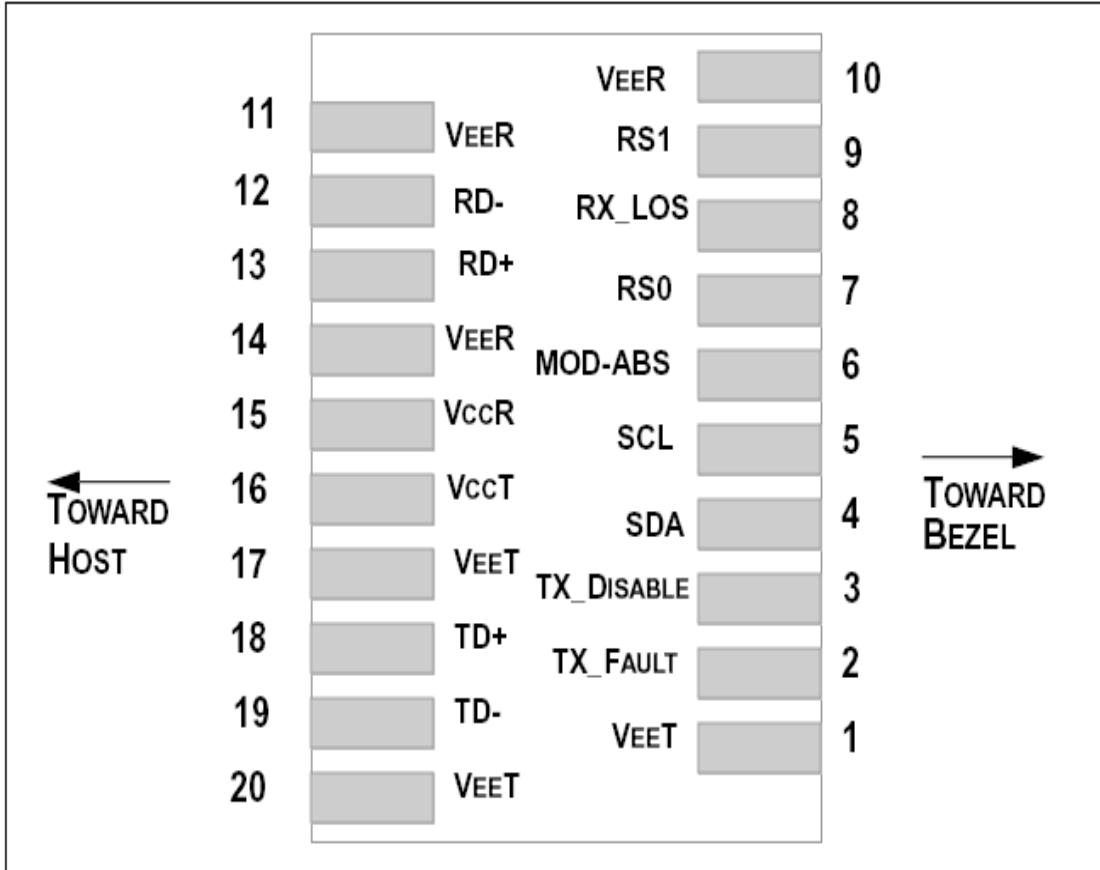 VEER 10
11 VEER
RS1 9
12 RD-
RX_LOS 8
13 RD+
RS0 7
14 VEER
MOD-ABS 6
15 VCCR
SCL 5
16 VCCT
TOWARD
HOST
TOWARD
BEZEL
SDA 4
17 VEET
TX_DISABLE 3
18 TD+
TX_FAULT 2
19 TD-
VEET 1
20 VEET